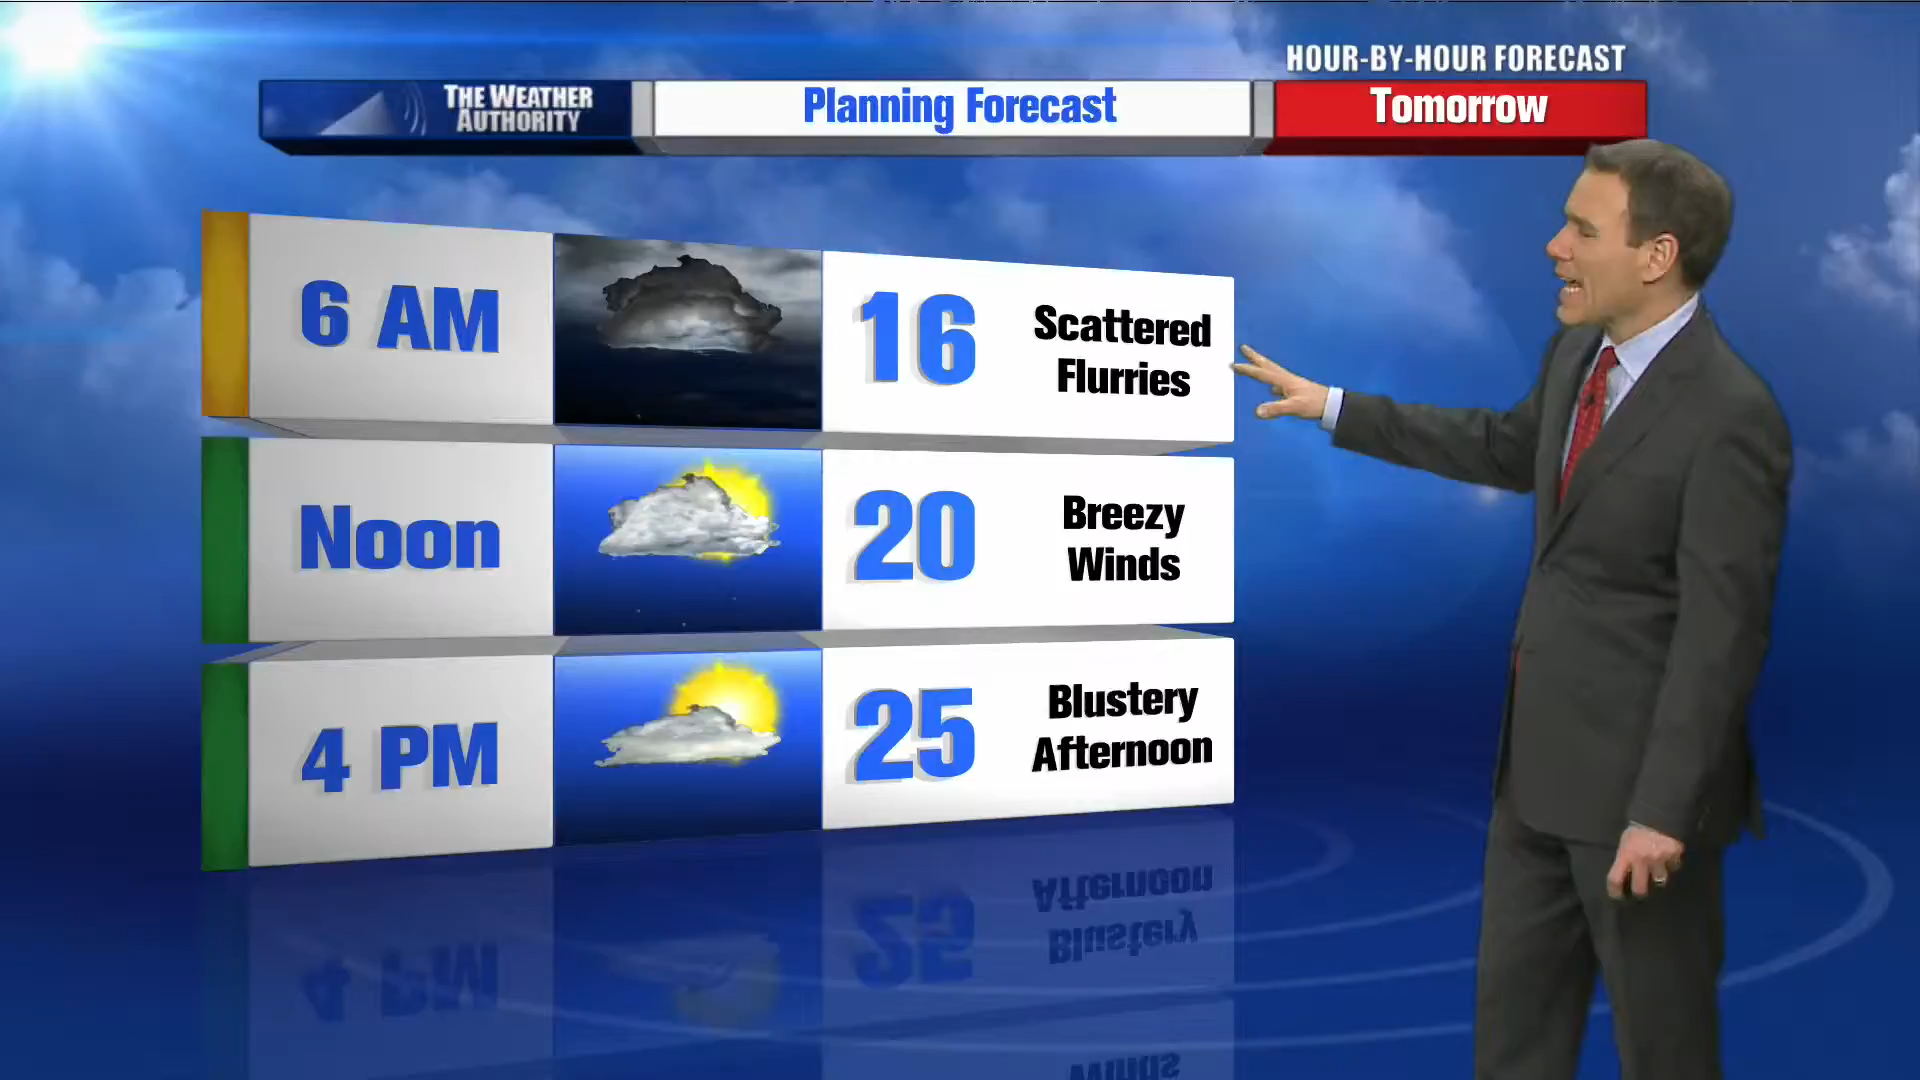 HOUR-BY-HOUR FORECAST
THE WEATHER
AUTHORITY
Planning Forecast
Tomorrow
6 AM
16
Scattered
Flurries
Noon
20
Breezy
Winds
4 PM
25
Blustery
Afternoon